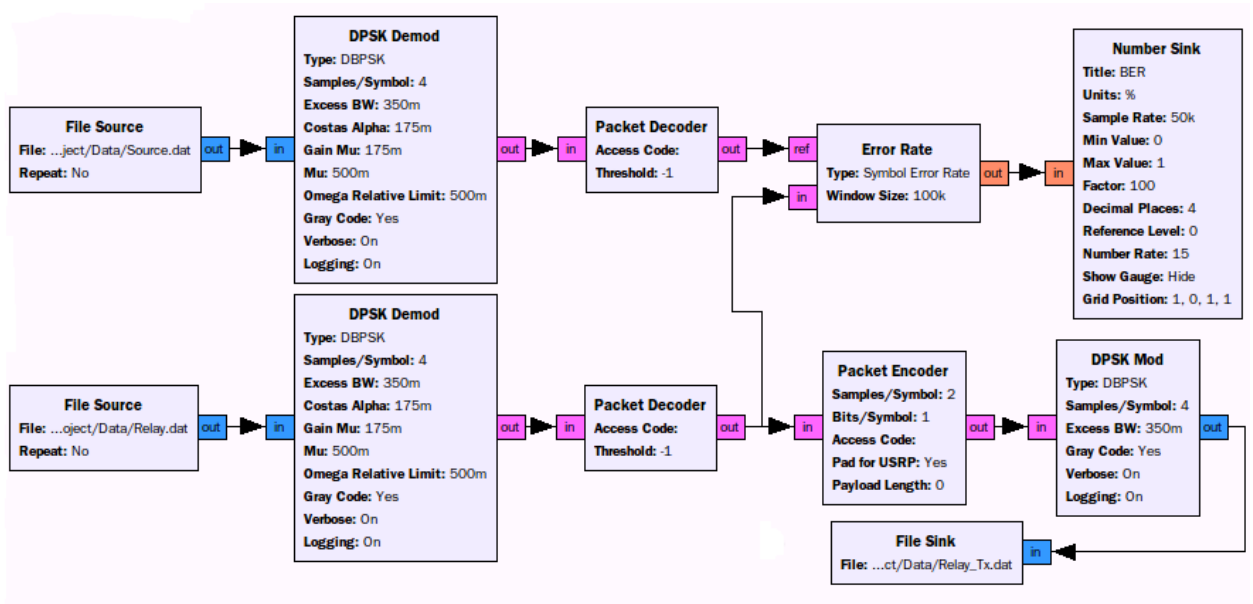 File Source
File: ...ject/Data/Source.dat
Repeat: No
out
in
DPSK Demod
Type: DBPSK
Samples/Symbol: 4
Excess BW: 350m
Costas Alpha: 175m
Gain Mu: 175m
Mu: 500m
Omega Relative Limit: 500m
Gray Code: Yes
Verbose: On
Logging: On
out
in
Packet Decoder
Access Code:
Threshold: -1
out
ref
in
Error Rate
Type: Symbol Error Rate
Window Size: 100k
out
in
Number Sink
Title: BER
Units: %
Sample Rate: 50k
Min Value: 0
Max Value: 1
Factor: 100
Decimal Places: 4
Reference Level: 0
Number Rate: 15
Show Gauge: Hide
Grid Position: 1, 0, 1, 1
File Source
File: ...oject/Data/Relay.dat
Repeat: No
out
in
DPSK Demod
Type: DBPSK
Samples/Symbol: 4
Excess BW: 350m
Costas Alpha: 175m
Gain Mu: 175m
Mu: 500m
Omega Relative Limit: 500m
Gray Code: Yes
Verbose: On
Logging: On
out
in
Packet Decoder
Access Code:
Threshold: -1
out
in
Packet Encoder
Samples/Symbol: 2
Bits/Symbol: 1
Access Code:
Pad for USRP: Yes
Payload Length: 0
out
in
DPSK Mod
Type: DBPSK
Samples/Symbol: 4
Excess BW: 350m
Gray Code: Yes
Verbose: On
Logging: On
out
File Sink
File: ...ct/Data/Relay_Tx.dat
in